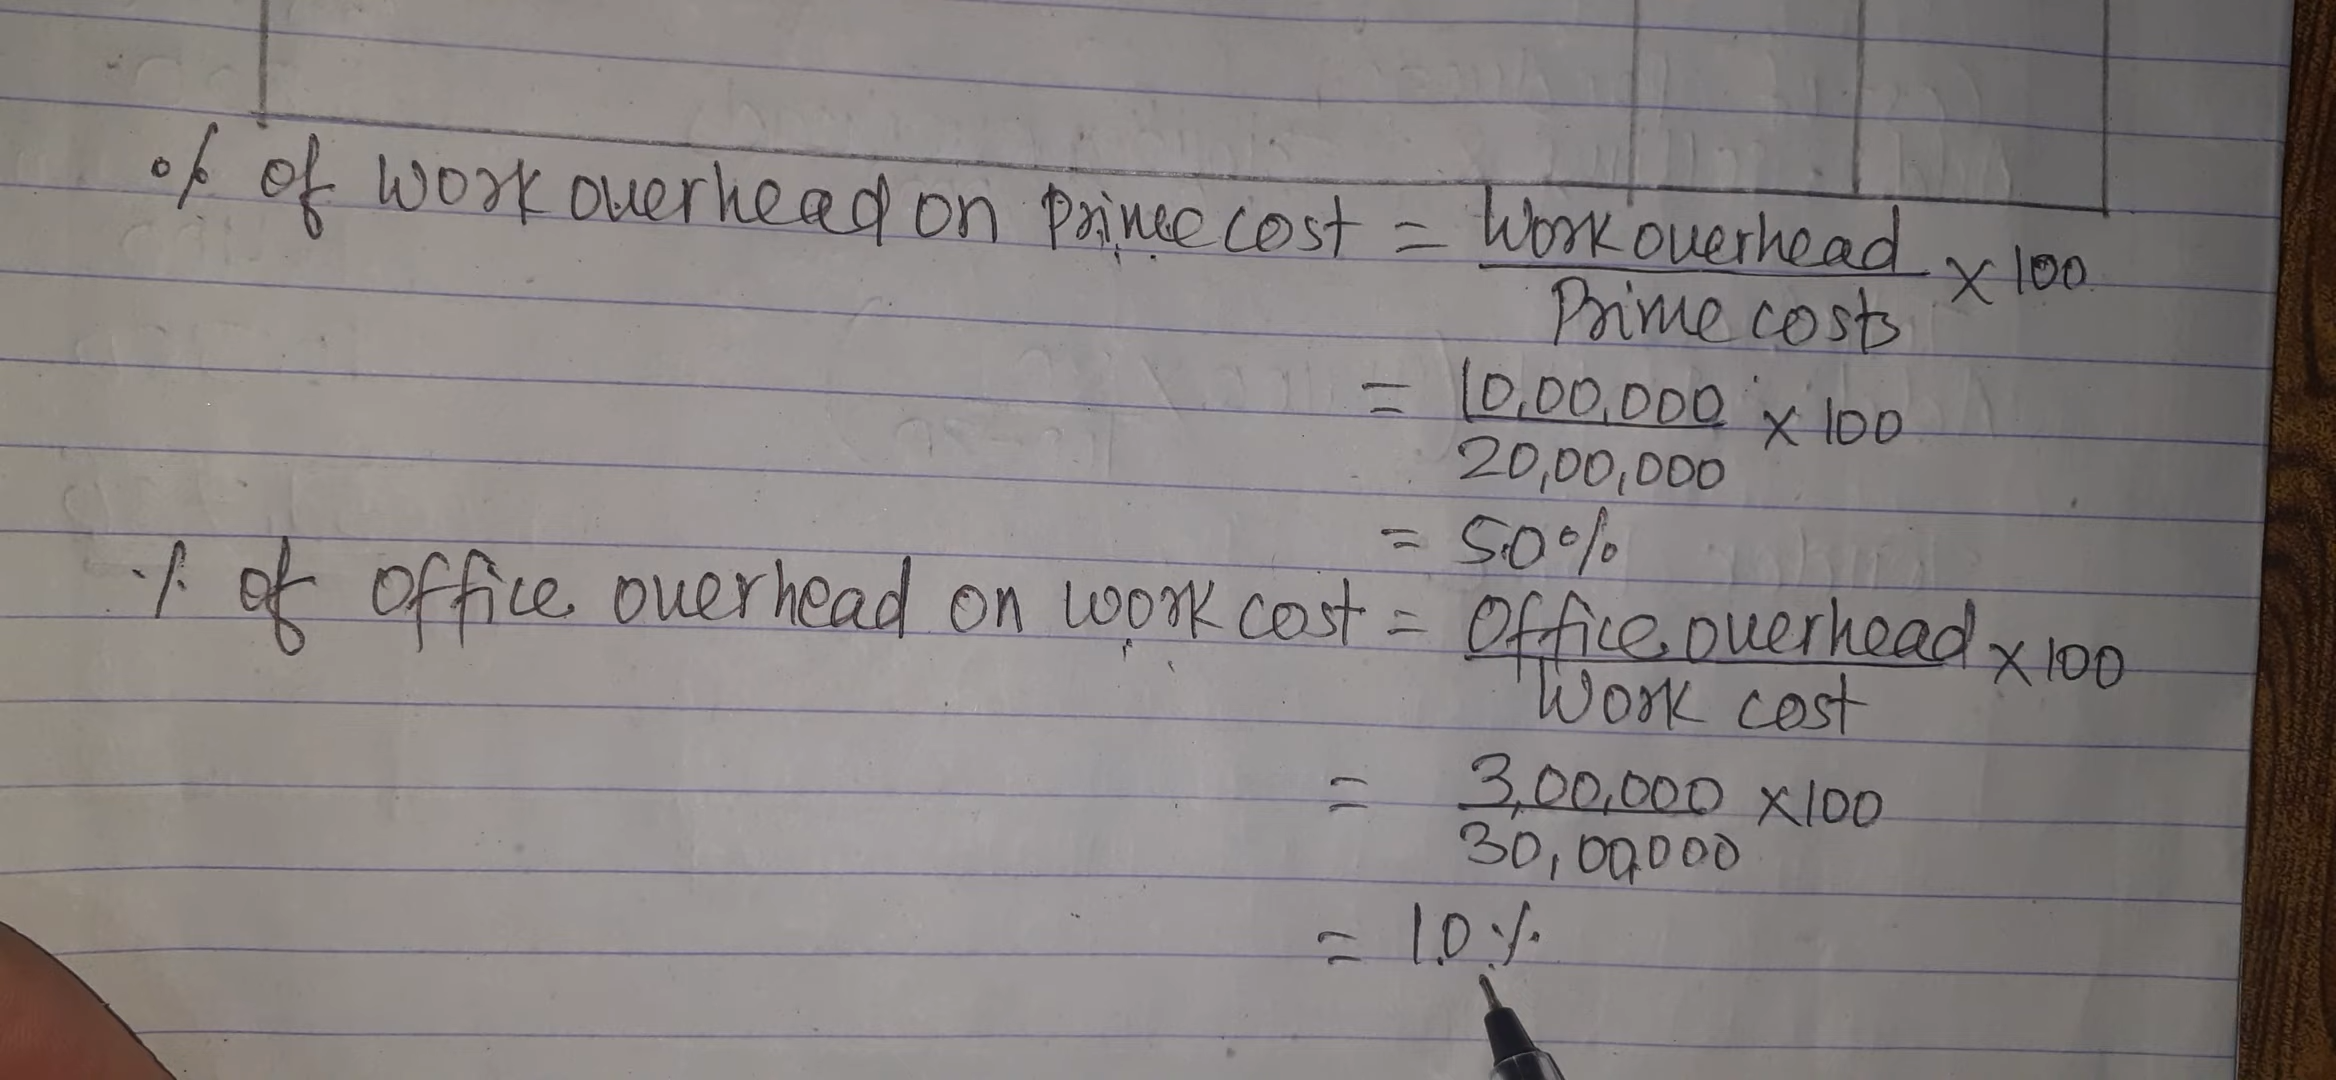 % of work overhead on Prime cost = Work overhead / Prime costs × 100
= 10,00,000 / 20,00,000 × 100
= 50%
% of office overhead on work cost = Office overhead / Work cost × 100
= 3,00,000 / 30,00,000 × 100
= 10%